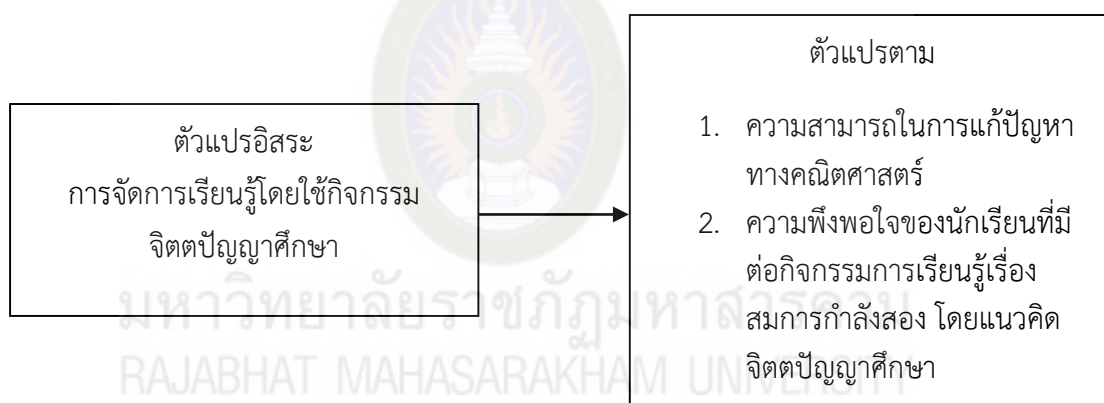 ตัวแปรอิสระ
การจัดการเรียนรู้โดยใช้กิจกรรม
จิตตปัญญาศึกษา
ตัวแปรตาม
1. ความสามารถในการแก้ปัญหา
ทางคณิตศาสตร์
2. ความพึงพอใจของนักเรียนที่มี
ต่อกิจกรรมการเรียนรู้เรื่อง
สมการกำลังสอง โดยแนวคิด
จิตตปัญญาศึกษา
มหาวิทยาลัยราชภัฏมหาสารคาม
RAJABHAT MAHASARAKHAM UNIVERSITY